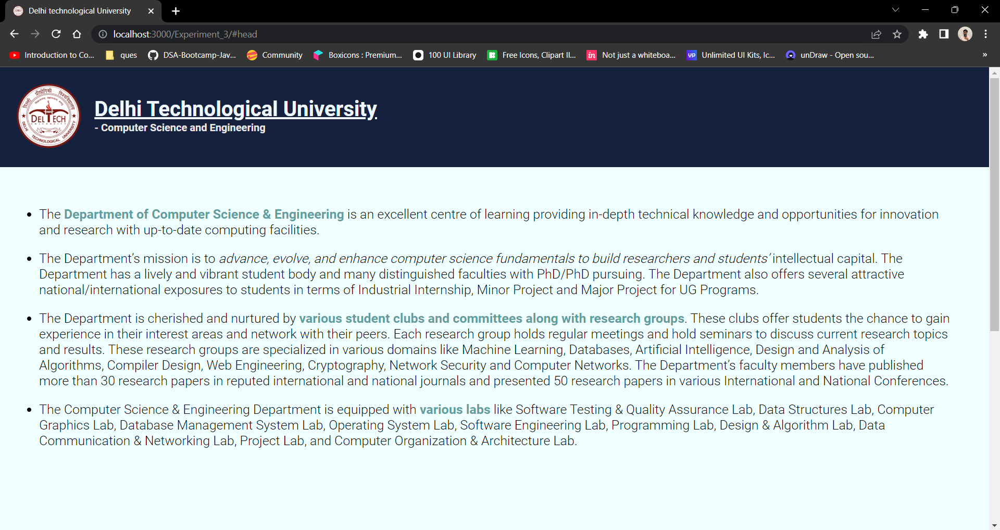 Delhi technological University
localhost:3000/Experiment_3/#head
Introduction to Co...
ques
DSA-Bootcamp-Jav...
Community
Boxicons : Premium...
100 UI Library
Free Icons, Clipart Il...
in
Not just a whiteboa...
UP
Unlimited UI Kits, Ic...
unDraw - Open sou...
»
दिल्ली प्रौद्योगिकी विश्वविद्यालय
DELTECH
UNIVERSITY
DELHI TECHNOLOGICAL UNIVERSITY
Delhi Technological University
- Computer Science and Engineering
• The Department of Computer Science & Engineering is an excellent centre of learning providing in-depth technical knowledge and opportunities for innovation
and research with up-to-date computing facilities.
• The Department's mission is to advance, evolve, and enhance computer science fundamentals to build researchers and students' intellectual capital. The
Department has a lively and vibrant student body and many distinguished faculties with PhD/PhD pursuing. The Department also offers several attractive
national/international exposures to students in terms of Industrial Internship, Minor Project and Major Project for UG Programs.
• The Department is cherished and nurtured by various student clubs and committees along with research groups. These clubs offer students the chance to gain
experience in their interest areas and network with their peers. Each research group holds regular meetings and hold seminars to discuss current research topics
and results. These research groups are specialized in various domains like Machine Learning, Databases, Artificial Intelligence, Design and Analysis of
Algorithms, Compiler Design, Web Engineering, Cryptography, Network Security and Computer Networks. The Department's faculty members have published
more than 30 research papers in reputed international and national journals and presented 50 research papers in various International and National Conferences.
• The Computer Science & Engineering Department is equipped with various labs like Software Testing & Quality Assurance Lab, Data Structures Lab, Computer
Graphics Lab, Database Management System Lab, Operating System Lab, Software Engineering Lab, Programming Lab, Design & Algorithm Lab, Data
Communication & Networking Lab, Project Lab, and Computer Organization & Architecture Lab.